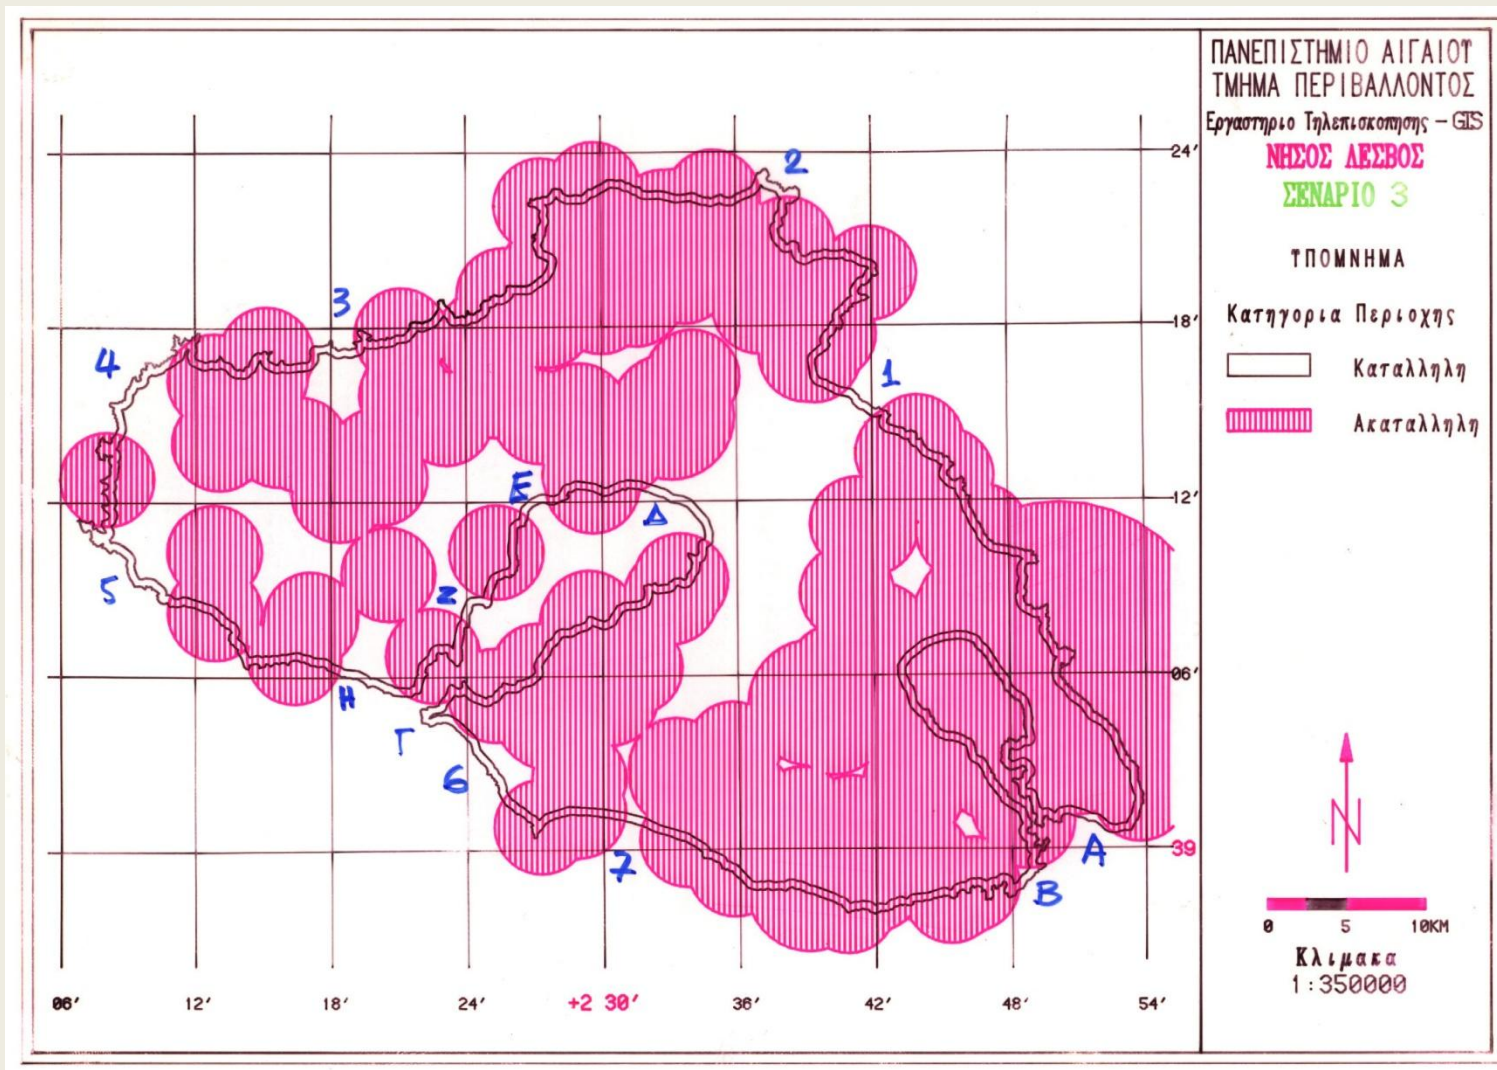 ΠΑΝΕΠΙΣΤΗΜΙΟ ΑΙΓΑΙΟΥ
ΤΜΗΜΑ ΠΕΡΙΒΑΛΛΟΝΤΟΣ
Εργαστηριο Τηλεπισκοπησης - GIS
ΝΗΣΟΣ ΛΕΣΒΟΣ
ΣΕΝΑΡΙΟ 3
ΥΠΟΜΝΗΜΑ
Κατηγορια Περιοχης
Καταλληλη
Ακαταλληλη
24'
18'
12'
06'
39
2
3
4
1
Ε
Δ
5
Ζ
Η
Γ
6
7
Α
Β
N
0 5 10KM
Κλιμακα
1:350000
06' 12' 18' 24' +2 30' 36' 42' 48' 54'